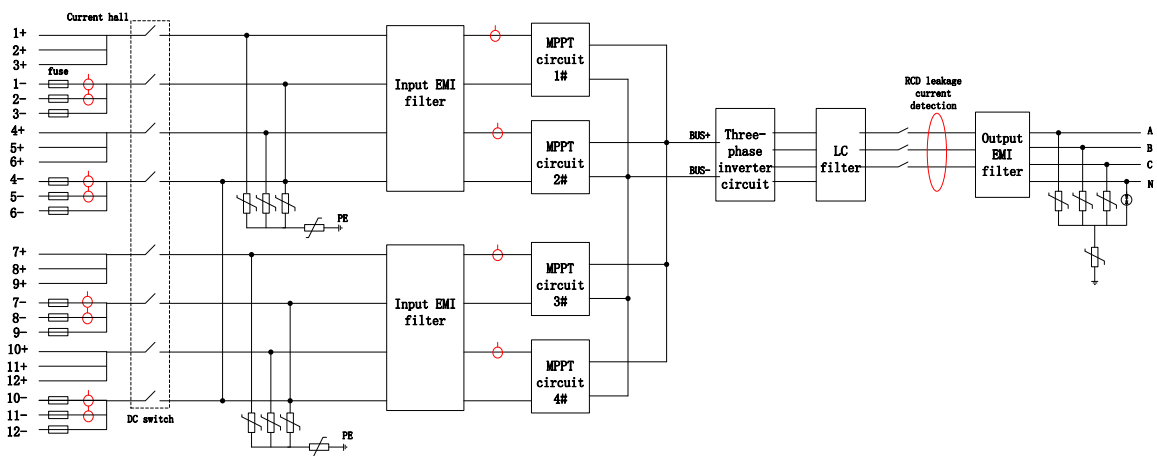 Current hall
1+
2+
3+
fuse
1-
2-
3-
4+
5+
6+
4-
5-
6-
7+
8+
9+
7-
8-
9-
10+
11+
12+
10-
11-
12-
DC switch
PE
PE
Input EMI
filter
Input EMI
filter
MPPT
circuit
1#
MPPT
circuit
2#
MPPT
circuit
3#
MPPT
circuit
4#
BUS+
BUS-
Three-
phase
inverter
circuit
LC
filter
RCD leakage
current
detection
Output
EMI
filter
A
B
C
N